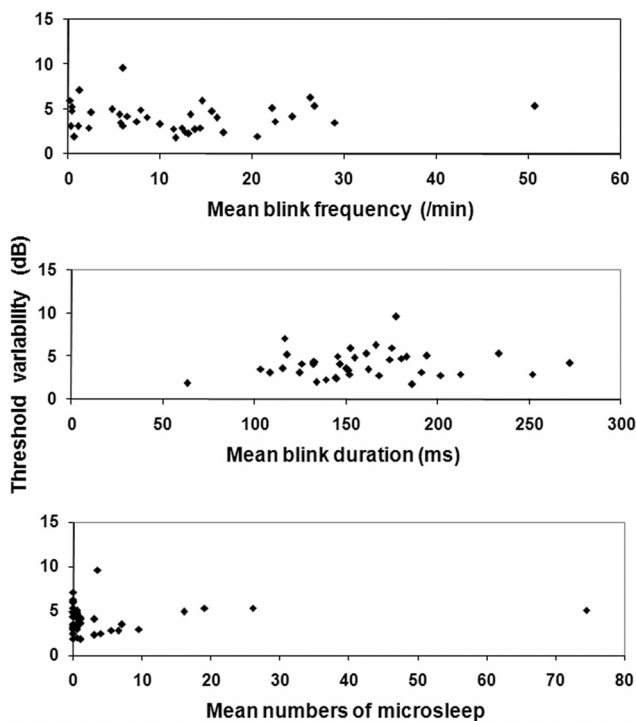 15
10
5
0
0 10 20 30 40 50 60
Mean blink frequency (/min)
Threshold variability (dB)
15
10
5
0
0 50 100 150 200 250 300
Mean blink duration (ms)
15
10
5
0
0 10 20 30 40 50 60 70 80
Mean numbers of microsleep